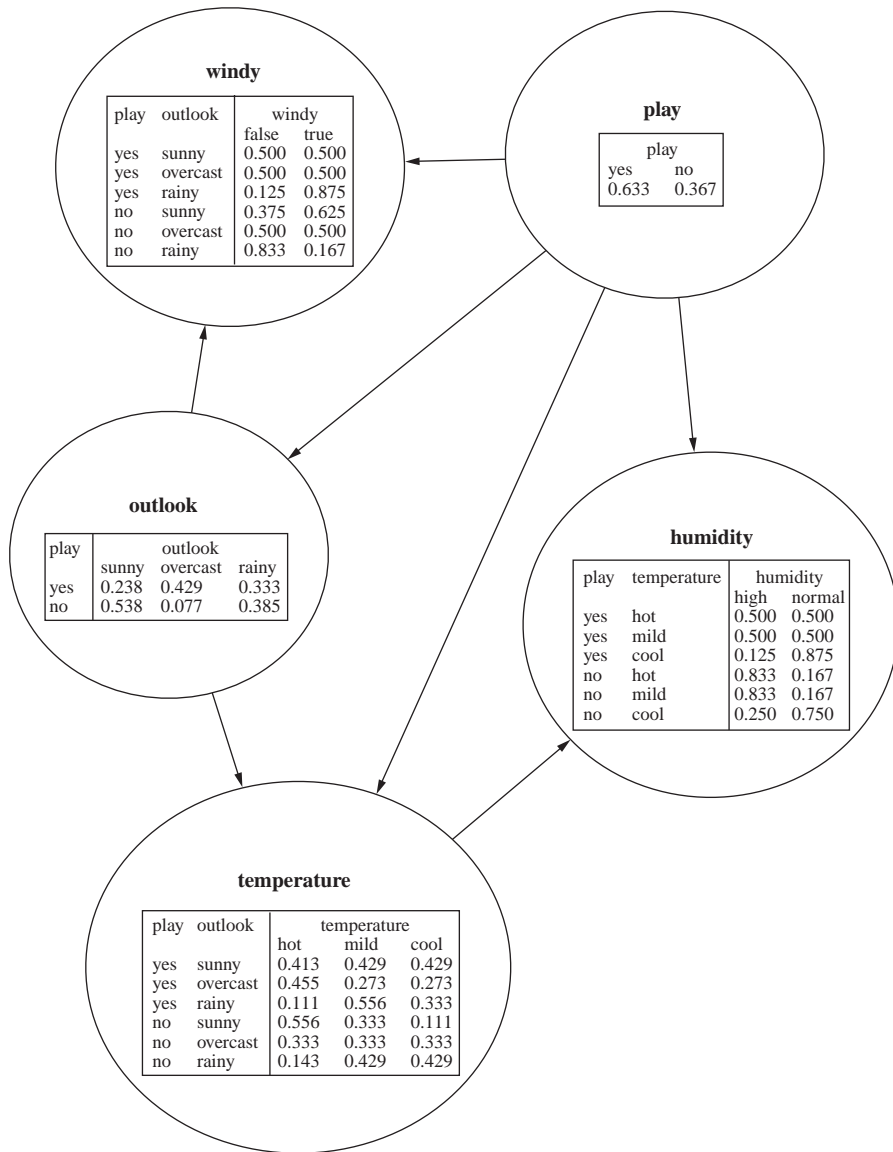 windy
play outlook windy
false true
yes sunny 0.500 0.500
yes overcast 0.500 0.500
yes rainy 0.125 0.875
no sunny 0.375 0.625
no overcast 0.500 0.500
no rainy 0.833 0.167
play
play
yes no
0.633 0.367
outlook
play outlook
sunny overcast rainy
yes 0.238 0.429 0.333
no 0.538 0.077 0.385
humidity
play temperature humidity
high normal
yes hot 0.500 0.500
yes mild 0.500 0.500
yes cool 0.125 0.875
no hot 0.833 0.167
no mild 0.833 0.167
no cool 0.250 0.750
temperature
play outlook temperature
hot mild cool
yes sunny 0.413 0.429 0.429
yes overcast 0.455 0.273 0.273
yes rainy 0.111 0.556 0.333
no sunny 0.556 0.333 0.111
no overcast 0.333 0.333 0.333
no rainy 0.143 0.429 0.429